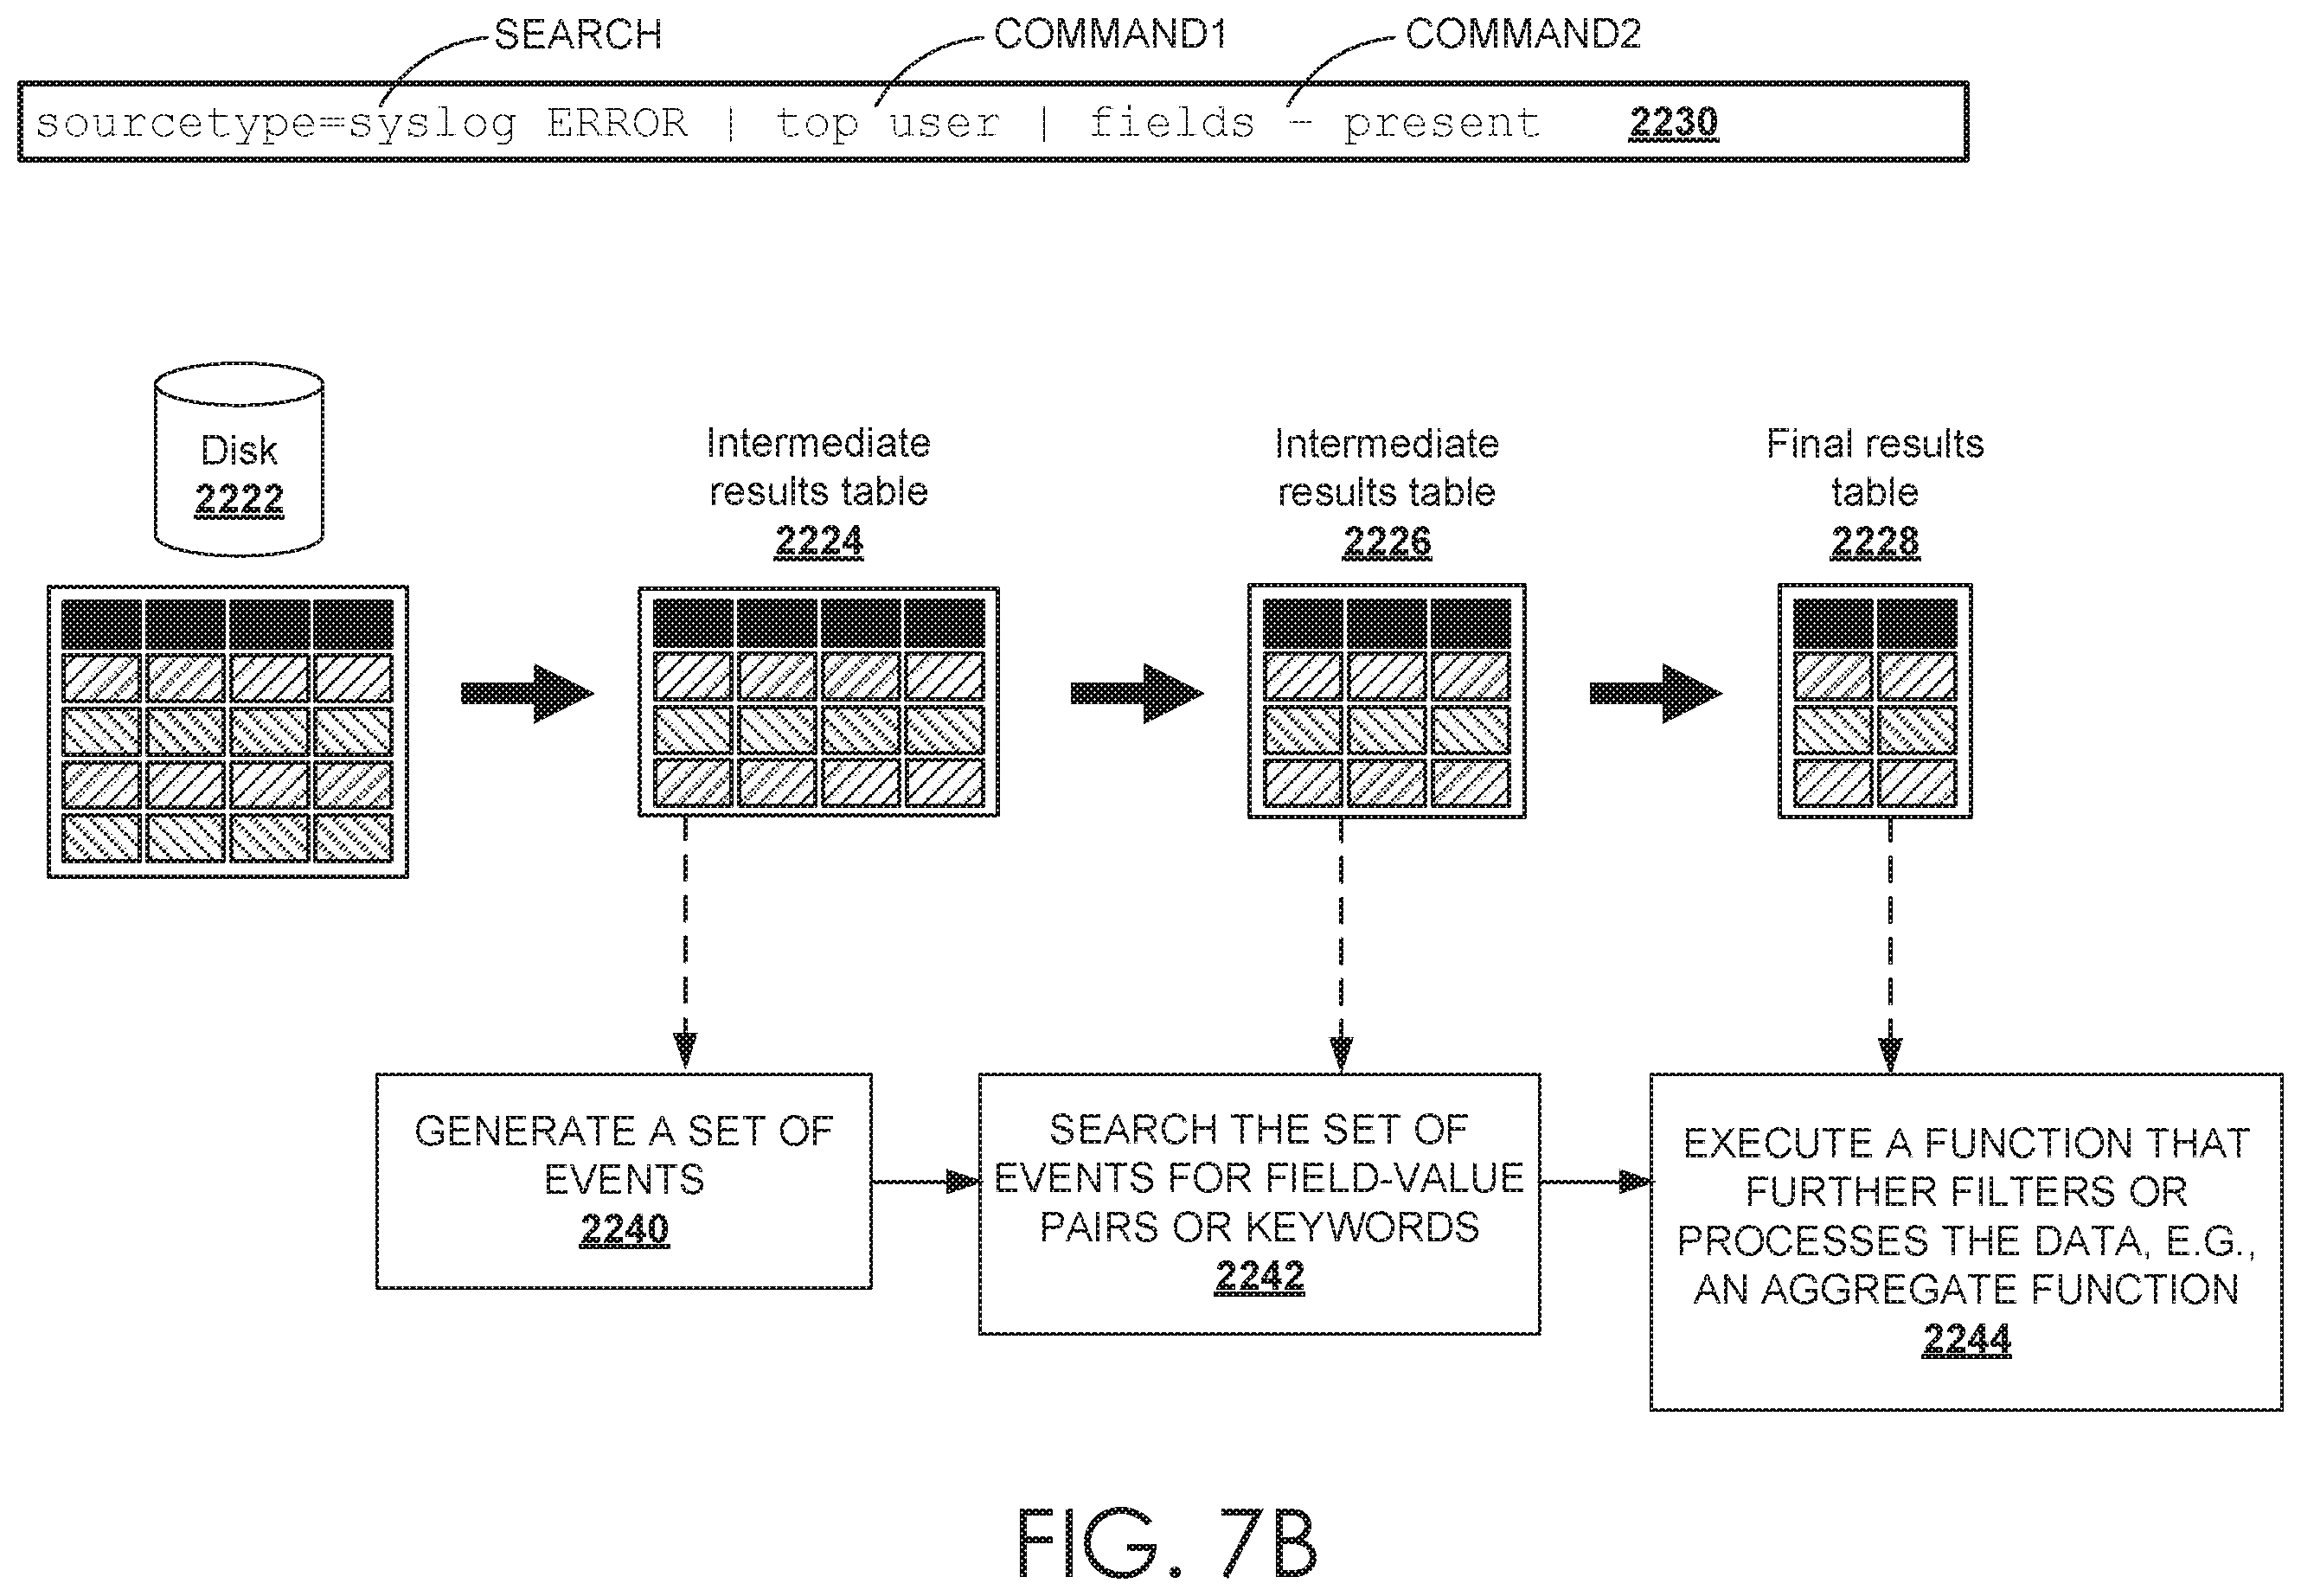 SEARCH COMMAND1 COMMAND2
sourcetype=syslog ERROR | top user | fields – present 2230
Disk
2222
Intermediate
results table
2224
Intermediate
results table
2226
Final results
table
2228
GENERATE A SET OF
EVENTS
2240
SEARCH THE SET OF
EVENTS FOR FIELD-VALUE
PAIRS OR KEYWORDS
2242
EXECUTE A FUNCTION THAT
FURTHER FILTERS OR
PROCESSES THE DATA, E.G.,
AN AGGREGATE FUNCTION
2244
FIG. 7B